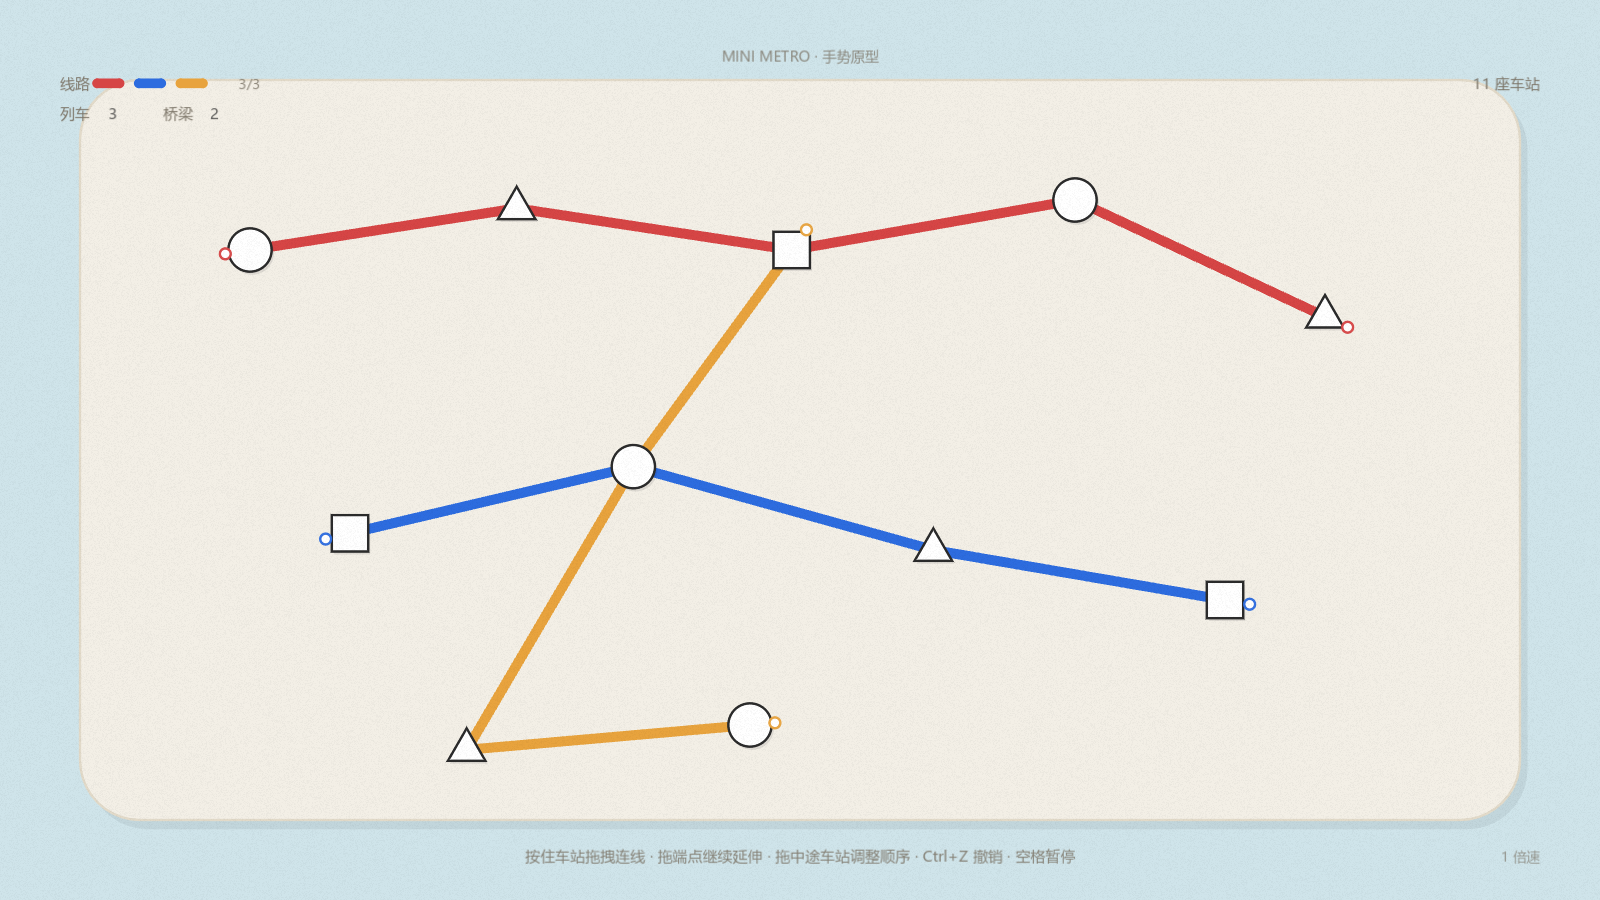 MINI METRO · 手势原型
线路 3/3
11 座车站
列车 3 桥梁 2
按住车站拖拽连线 · 拖端点继续延伸 · 拖中途车站调整顺序 · Ctrl+Z 撤销 · 空格暂停
1 倍速